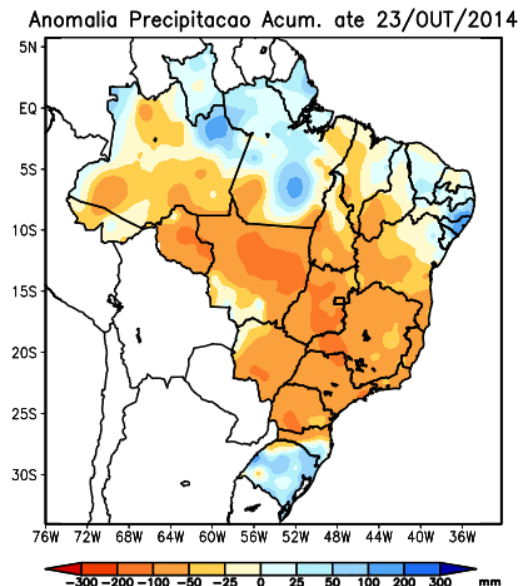 Anomalia Precipitacao Acum. ate 23/OUT/2014
5N
EQ
5S
10S
15S
20S
25S
30S
76W 72W 68W 64W 60W 56W 52W 48W 44W 40W 36W
-300 -200 -100 -50 -25 0 25 50 100 200 300 mm